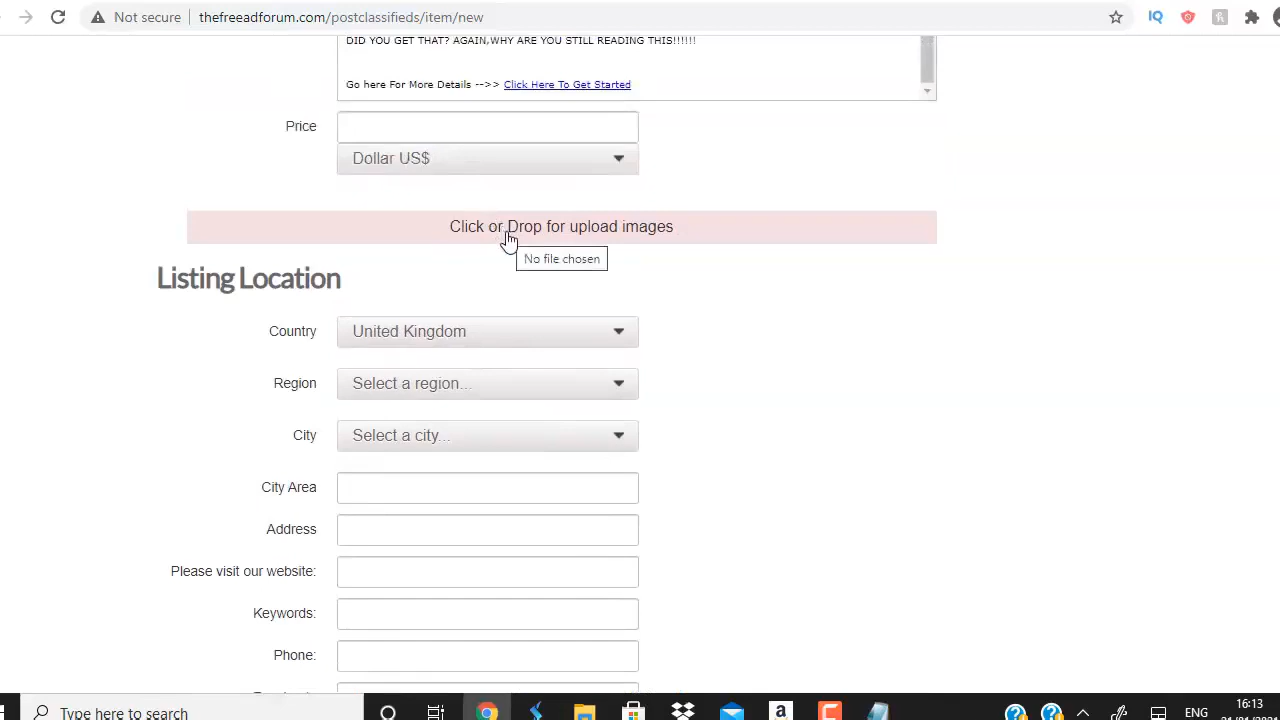 Not secure
thefreeadforum.com/postclassifieds/item/new
IQ
DID YOU GET THAT? AGAIN,WHY ARE YOU STILL READING THIS!!!!!!
Go here For More Details -->> Click Here To Get Started
Price
Dollar US$
Click or Drop for upload images
No file chosen
Listing Location
Country
United Kingdom
Region
Select a region...
City
Select a city...
City Area
Address
Please visit our website:
Keywords:
Phone:
Type here to search
a
ENG
16:13